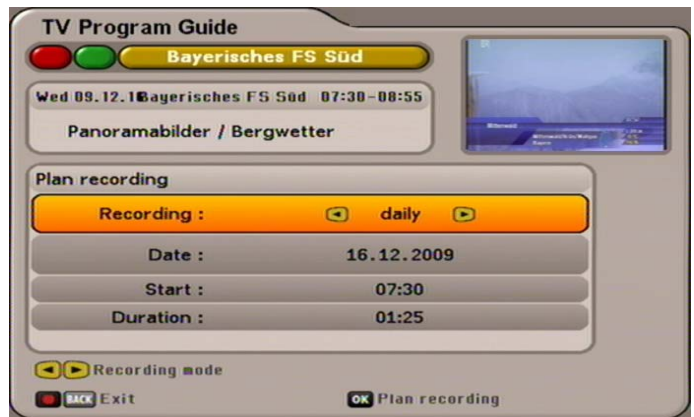 TV Program Guide
Bayerisches FS Süd
Wed 09.12.1 Bayerisches FS Süd 07:30-08:55
Panoramabilder / Bergwetter
Plan recording
Recording : daily
Date : 16.12.2009
Start : 07:30
Duration : 01:25
Recording mode
BACK Exit
OK Plan recording